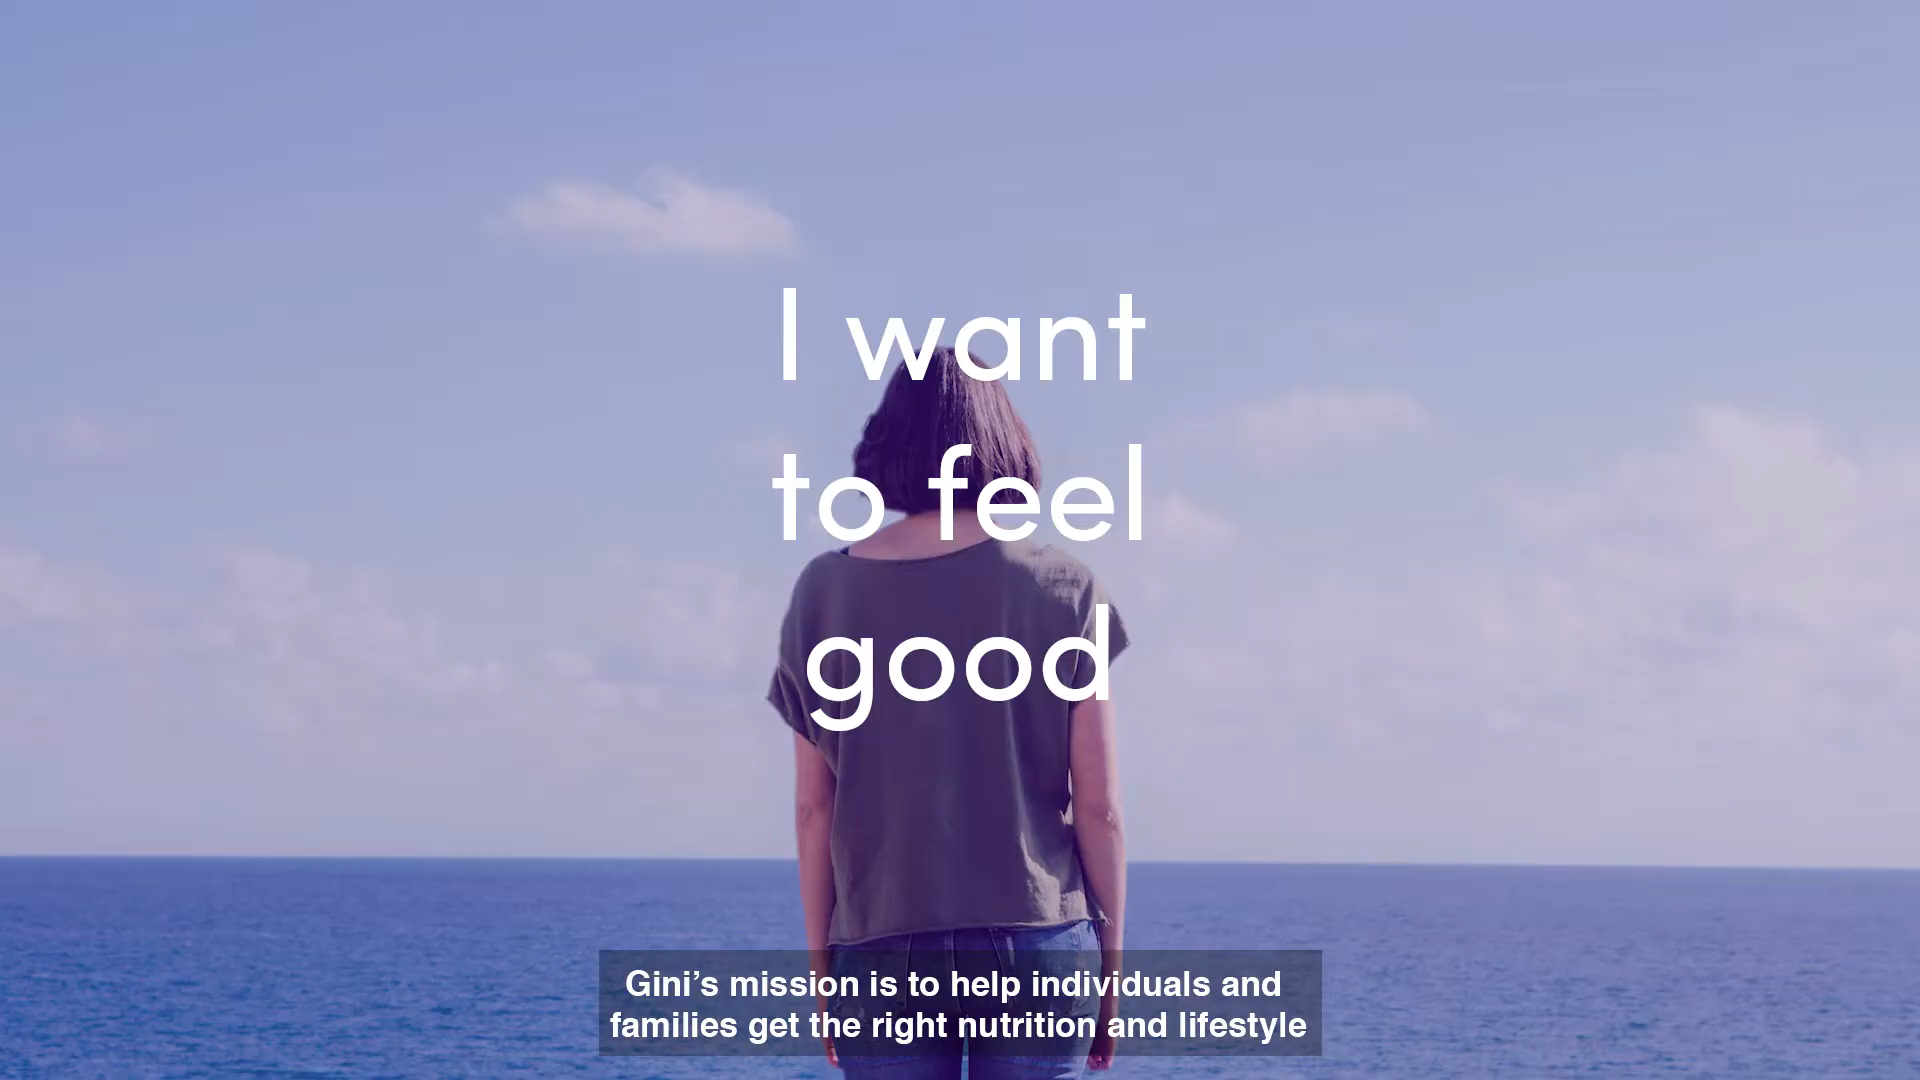 I want
to feel
good
Gini’s mission is to help individuals and
families get the right nutrition and lifestyle